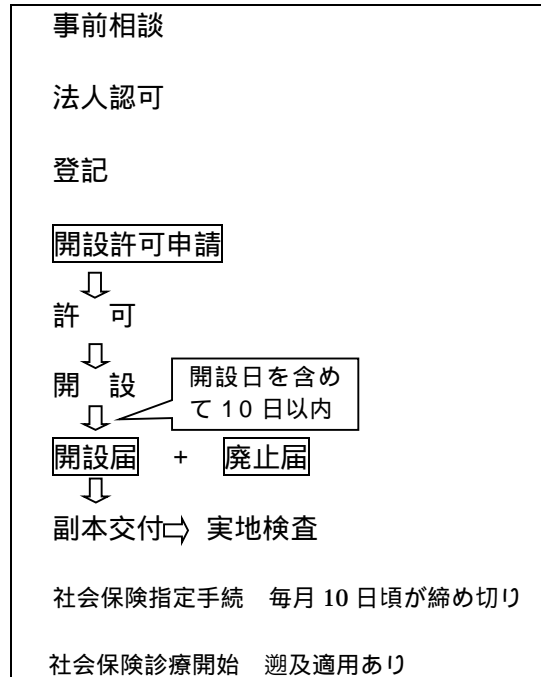 事前相談
法人認可
登記
開設許可申請
許　可
開　設
開設日を含め
て１０日以内
開設届　+　廃止届
副本交付⇨ 実地検査
社会保険指定手続　毎月 10 日頃が締め切り
社会保険診療開始　遡及適用あり